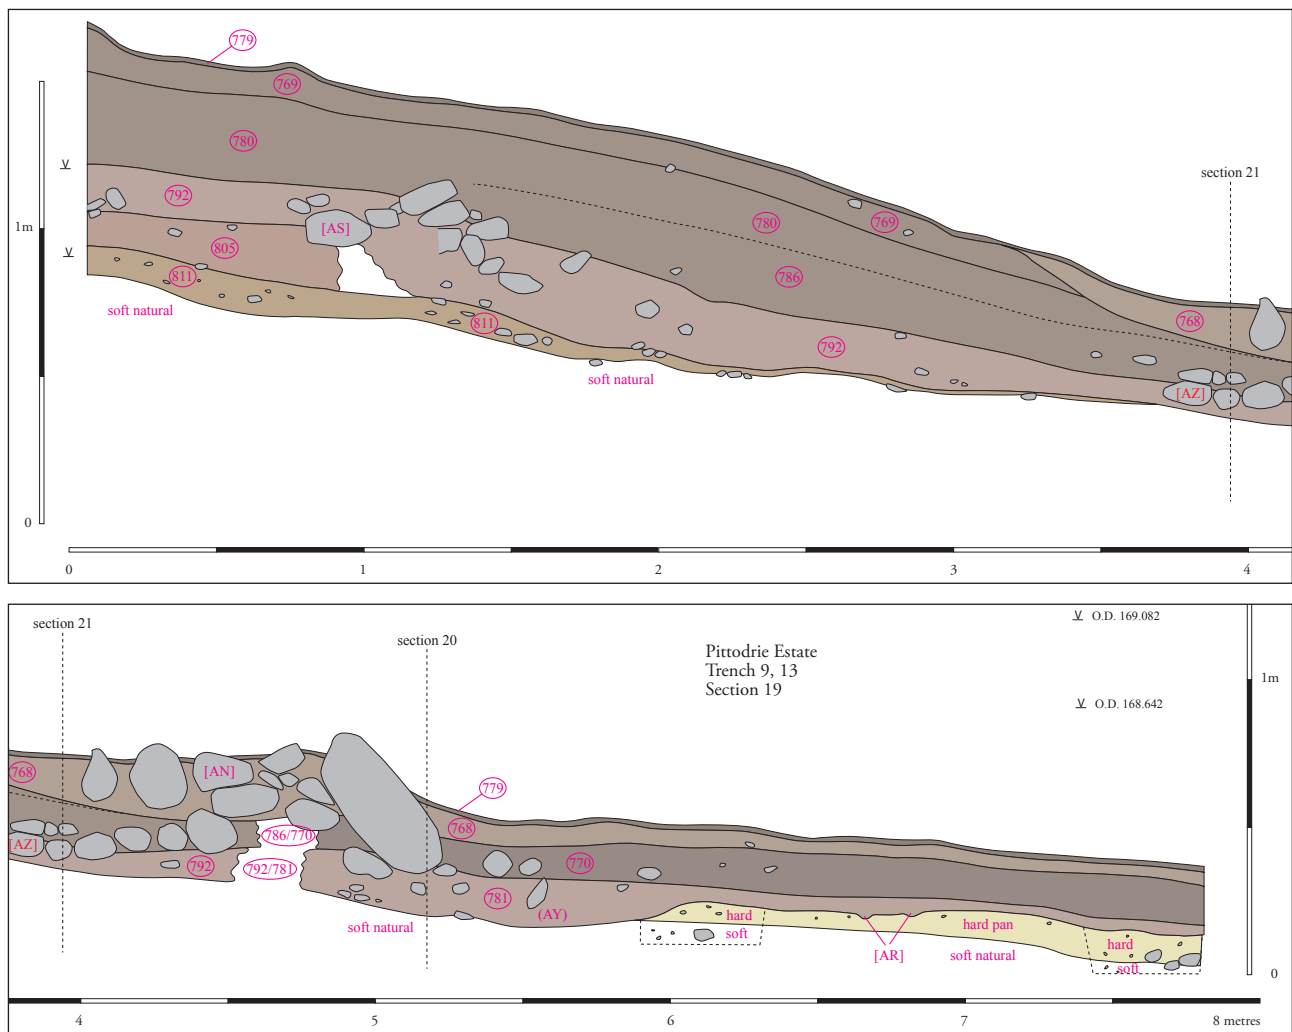 779
769
780
section 21
792
1m
[AS]
780
769
805
786
811
soft natural
811
768
792
soft natural
[AZ]
0
0
1
2
3
4
section 21
section 20
Pittodrie Estate
Trench 9, 13
Section 19
O.D. 169.082
1m
O.D. 168.642
768
[AN]
779
768
786/770
[AZ]
770
792
792/781
781
(AY)
hard
soft
soft natural
[AR]
hard pan
soft natural
hard
soft
0
4
5
6
7
8 metres